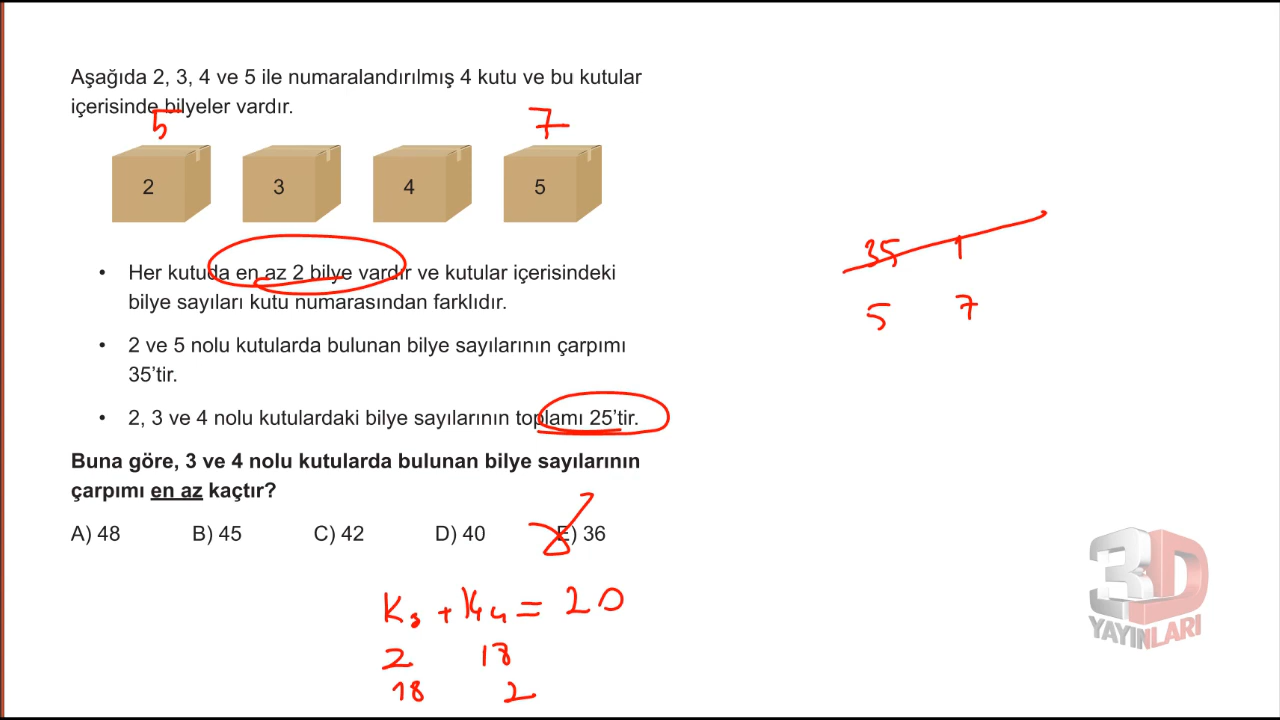 Aşağıda 2, 3, 4 ve 5 ile numaralandırılmış 4 kutu ve bu kutular
içerisinde bilyeler vardır.
5 7
2 3 4 5
35 1
5 7
• Her kutuda en az 2 bilye vardır ve kutular içerisindeki
bilye sayıları kutu numarasından farklıdır.
• 2 ve 5 nolu kutularda bulunan bilye sayılarının çarpımı
35'tir.
• 2, 3 ve 4 nolu kutulardaki bilye sayılarının toplamı 25'tir.
Buna göre, 3 ve 4 nolu kutularda bulunan bilye sayılarının
çarpımı en az kaçtır?
A) 48 B) 45 C) 42 D) 40 E) 36
K3 + K4 = 20
2 18
18 2
3D
YAYINLARI